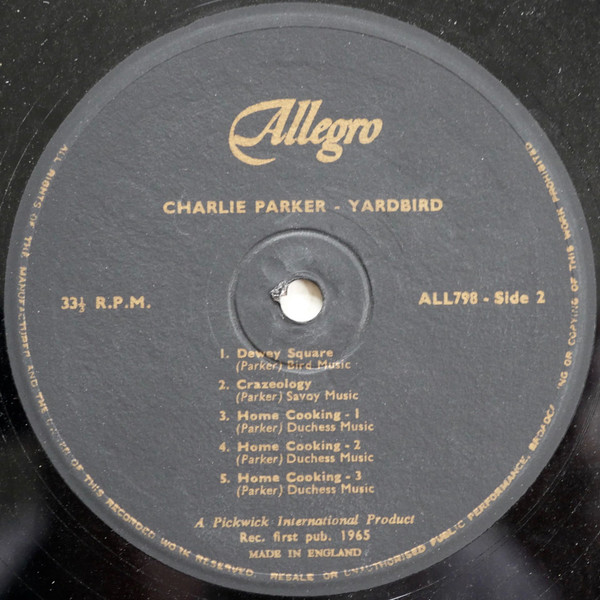 Allegro
CHARLIE PARKER - YARDBIRD
33⅓ R.P.M.
ALL798 - Side 2
1. Dewey Square
(Parker) Bird Music
2. Crazeology
(Parker) Savoy Music
3. Home Cooking - 1
(Parker) Duchess Music
4. Home Cooking - 2
(Parker) Duchess Music
5. Home Cooking - 3
(Parker) Duchess Music
A Pickwick International Product
Rec. first pub. 1965
MADE IN ENGLAND
ALL RIGHTS OF THE MANUFACTURER AND THE OWNER OF THIS RECORDED WORK RESERVED. RESALE OR UNAUTHORISED PUBLIC PERFORMANCE, BROADCASTING OR COPYING OF THIS WORK PROHIBITED